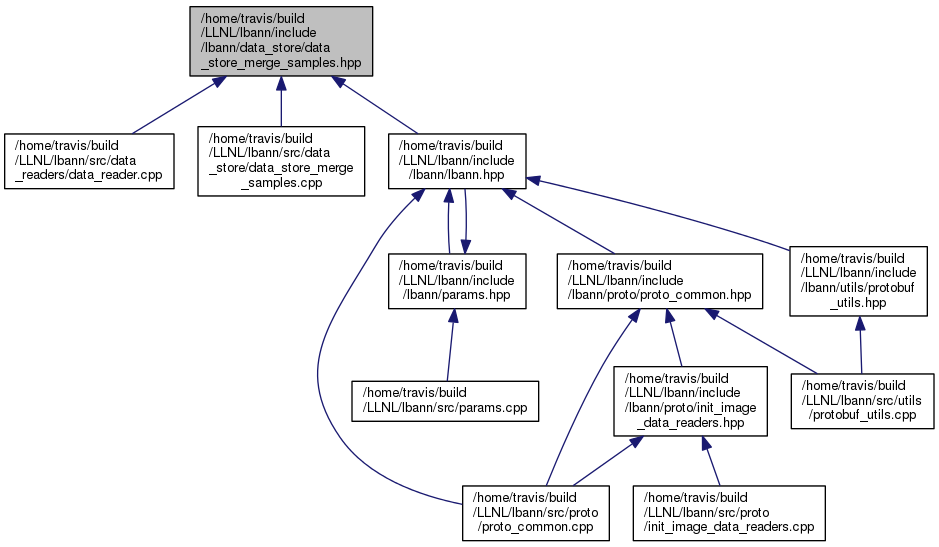 /home/travis/build
/LLNL/lbann/include
/lbann/data_store/data
_store_merge_samples.hpp
/home/travis/build
/LLNL/lbann/src/data
_readers/data_reader.cpp
/home/travis/build
/LLNL/lbann/src/data
_store/data_store_merge
_samples.cpp
/home/travis/build
/LLNL/lbann/include
/lbann/lbann.hpp
/home/travis/build
/LLNL/lbann/include
/lbann/params.hpp
/home/travis/build
/LLNL/lbann/include
/lbann/proto/proto_common.hpp
/home/travis/build
/LLNL/lbann/include
/lbann/utils/protobuf
_utils.hpp
/home/travis/build
/LLNL/lbann/src/params.cpp
/home/travis/build
/LLNL/lbann/include
/lbann/proto/init_image
_data_readers.hpp
/home/travis/build
/LLNL/lbann/src/utils
/protobuf_utils.cpp
/home/travis/build
/LLNL/lbann/src/proto
/proto_common.cpp
/home/travis/build
/LLNL/lbann/src/proto
/init_image_data_readers.cpp